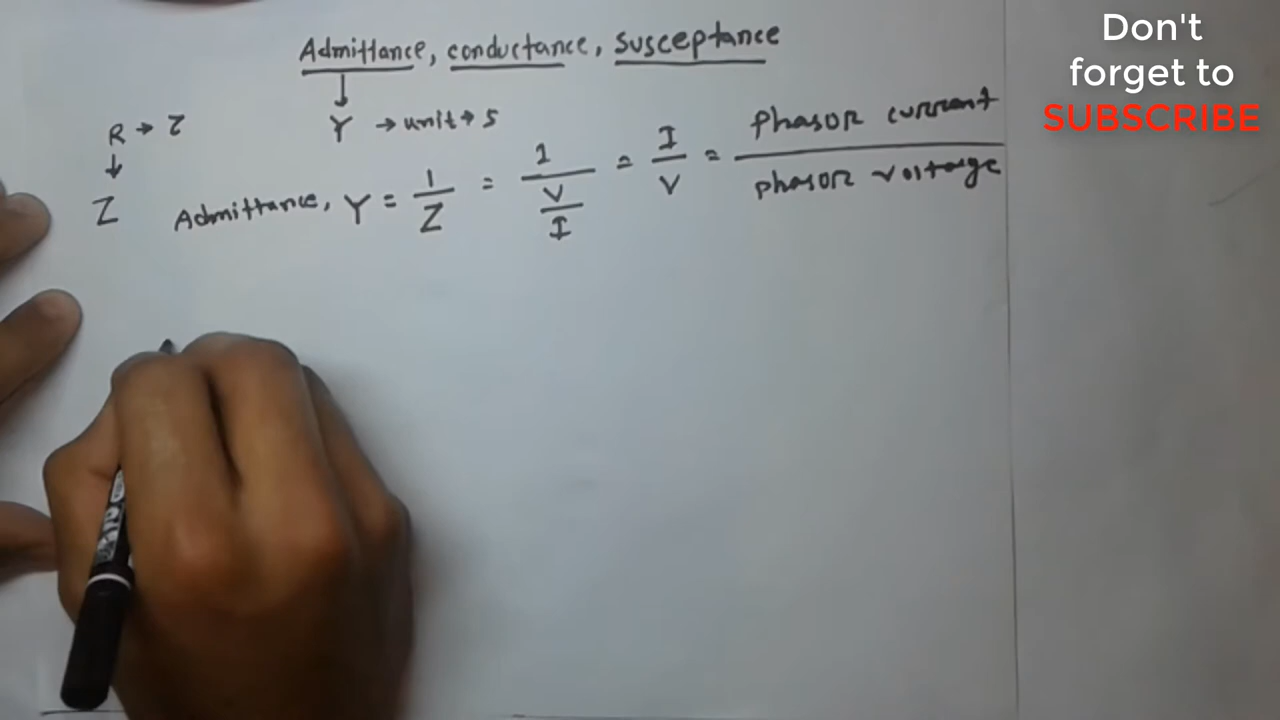 Admittance, conductance, susceptance
R → Z
↓
Z
↓
Y → unit → S
Admittance, Y = 1/Z = 1/(V/I) = I/V = Phasor current / phasor voltage
Don't
forget to
SUBSCRIBE